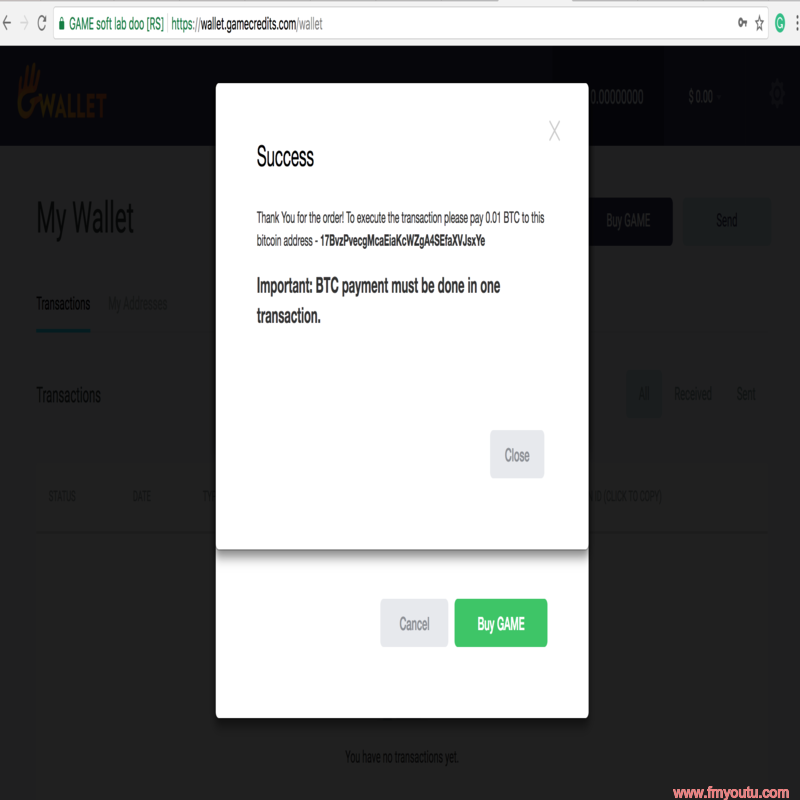 GAME soft lab doo [RS] https://wallet.gamecredits.com/wallet
GWALLET
0.00000000
$ 0.00
My Wallet
Buy GAME
Send
Transactions
My Addresses
Transactions
All
Received
Sent
STATUS
DATE
ID (CLICK TO COPY)
X
Success
Thank You for the order! To execute the transaction please pay 0.01 BTC to this
bitcoin address - 17BvzPvecgMcaEiaKcWZgA4SEfaXVJsxYe
Important: BTC payment must be done in one
transaction.
Close
Cancel
Buy GAME
You have no transactions yet.
www.fmyoutu.com